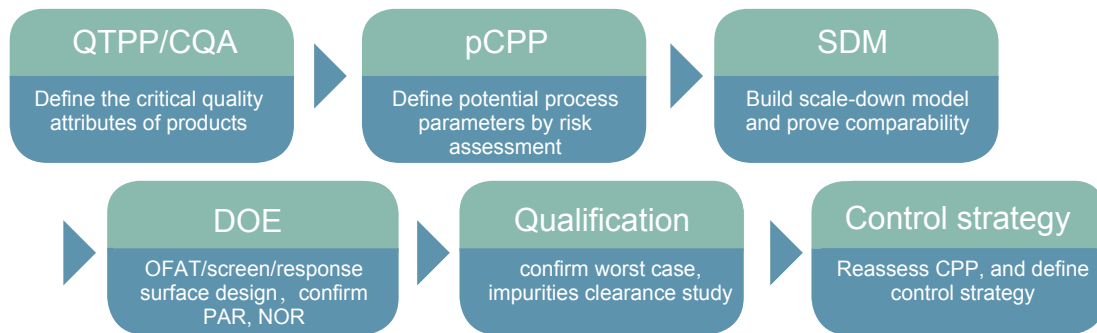 QTPP/CQA
Define the critical quality
attributes of products
pCPP
Define potential process
parameters by risk
assessment
SDM
Build scale-down model
and prove comparability
DOE
OFAT/screen/response
surface design，confirm
PAR, NOR
Qualification
confirm worst case,
impurities clearance study
Control strategy
Reassess CPP, and define
control strategy